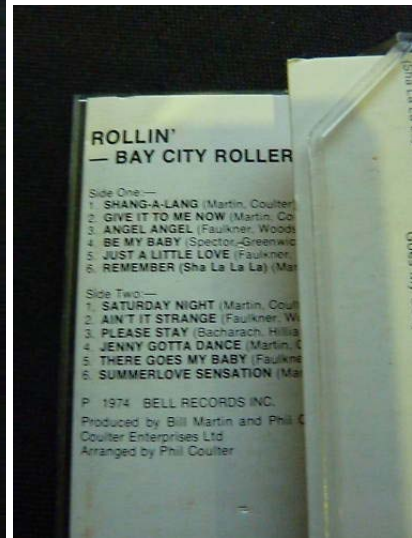 ROLLIN'
— BAY CITY ROLLER
Side One:—
1. SHANG-A-LANG (Martin, Coulter)
2. GIVE IT TO ME NOW (Martin, Co
3. ANGEL ANGEL (Faulkner, Woods
4. BE MY BABY (Spector, Greenwic
5. JUST A LITTLE LOVE (Faulkner,
6. REMEMBER (Sha La La La) (Mar
Side Two:—
1. SATURDAY NIGHT (Martin, Coult
2. AIN'T IT STRANGE (Faulkner, W
3. PLEASE STAY (Bacharach, Hillia
4. JENNY GOTTA DANCE (Martin, C
5. THERE GOES MY BABY (Faulkne
6. SUMMERLOVE SENSATION (Ma
P 1974 BELL RECORDS INC.
Produced by Bill Martin and Phil C
Coulter Enterprises Ltd
Arranged by Phil Coulter